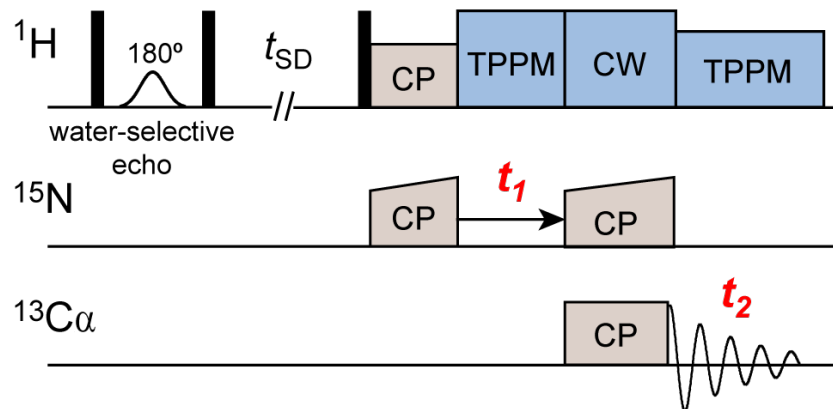 ¹H
180º
t_SD
CP
TPPM
CW
TPPM
water-selective
echo
¹⁵N
CP
t₁
CP
¹³Cα
CP
t₂